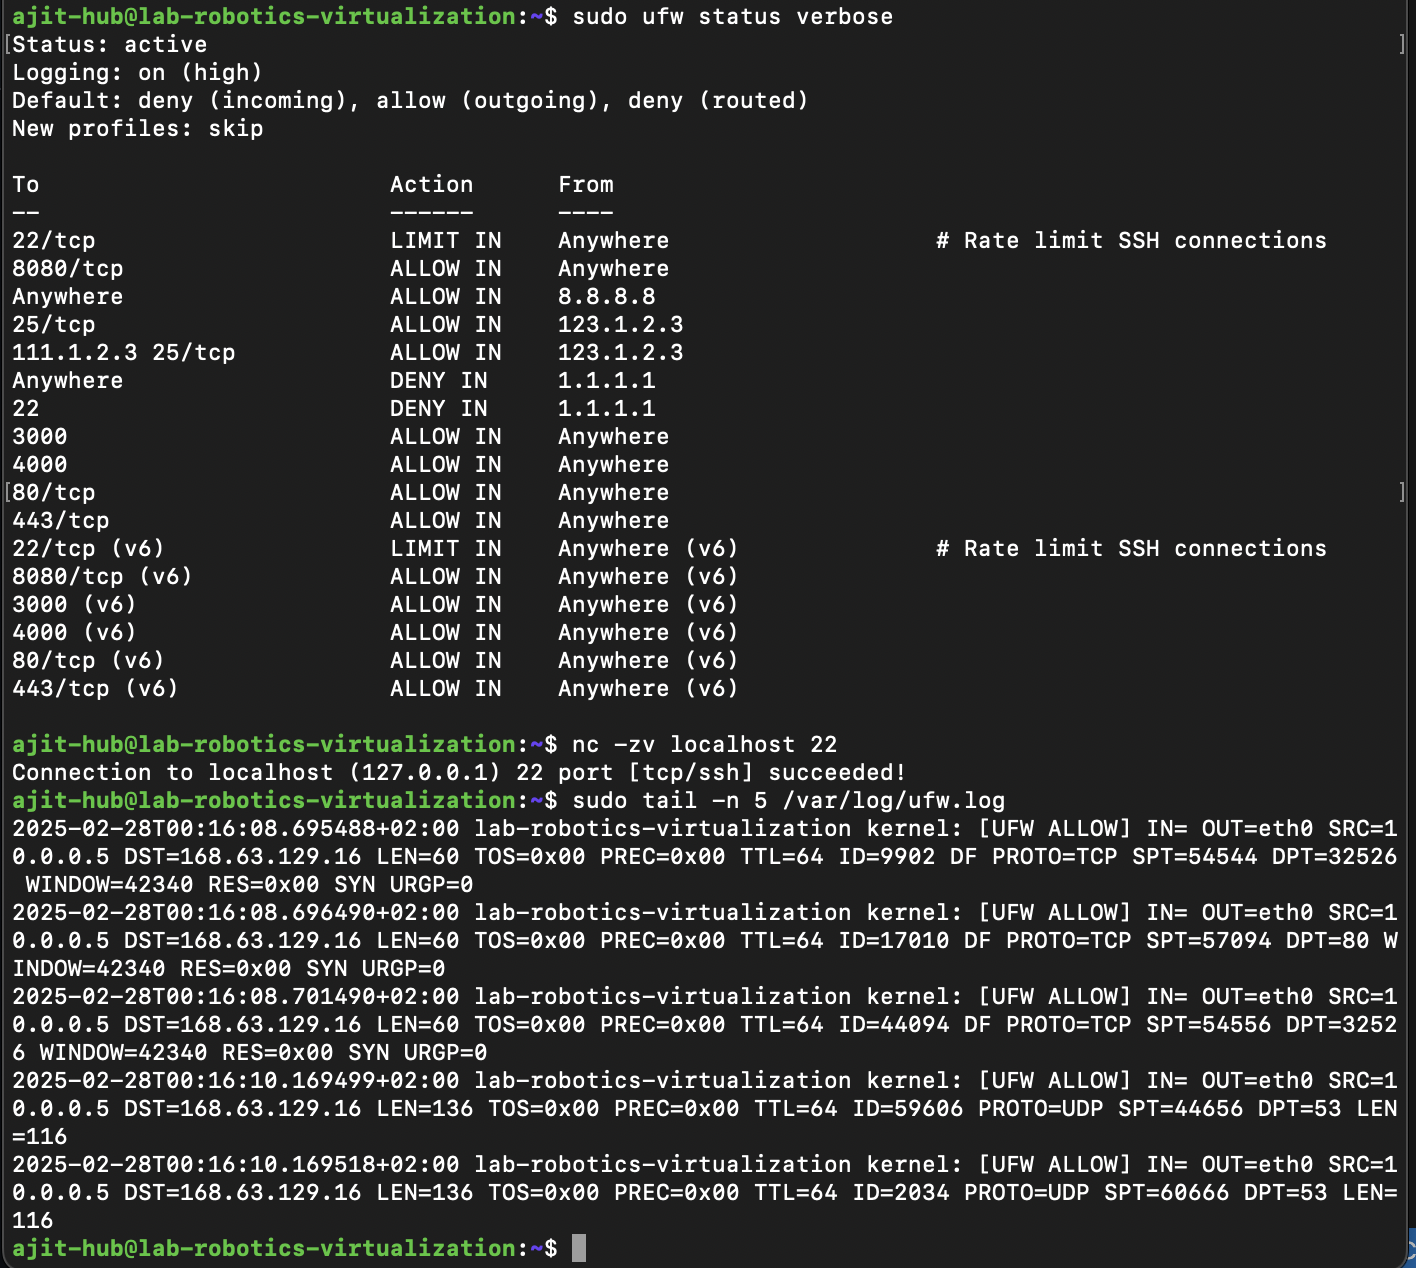 ajit-hub@lab-robotics-virtualization:~$ sudo ufw status verbose
[Status: active ]
Logging: on (high)
Default: deny (incoming), allow (outgoing), deny (routed)
New profiles: skip
To Action From
-- ------ ----
22/tcp LIMIT IN Anywhere # Rate limit SSH connections
8080/tcp ALLOW IN Anywhere
Anywhere ALLOW IN 8.8.8.8
25/tcp ALLOW IN 123.1.2.3
111.1.2.3 25/tcp ALLOW IN 123.1.2.3
Anywhere DENY IN 1.1.1.1
22 DENY IN 1.1.1.1
3000 ALLOW IN Anywhere
4000 ALLOW IN Anywhere
[80/tcp ALLOW IN Anywhere ]
443/tcp ALLOW IN Anywhere
22/tcp (v6) LIMIT IN Anywhere (v6) # Rate limit SSH connections
8080/tcp (v6) ALLOW IN Anywhere (v6)
3000 (v6) ALLOW IN Anywhere (v6)
4000 (v6) ALLOW IN Anywhere (v6)
80/tcp (v6) ALLOW IN Anywhere (v6)
443/tcp (v6) ALLOW IN Anywhere (v6)
ajit-hub@lab-robotics-virtualization:~$ nc -zv localhost 22
Connection to localhost (127.0.0.1) 22 port [tcp/ssh] succeeded!
ajit-hub@lab-robotics-virtualization:~$ sudo tail -n 5 /var/log/ufw.log
2025-02-28T00:16:08.695488+02:00 lab-robotics-virtualization kernel: [UFW ALLOW] IN= OUT=eth0 SRC=1
0.0.0.5 DST=168.63.129.16 LEN=60 TOS=0x00 PREC=0x00 TTL=64 ID=9902 DF PROTO=TCP SPT=54544 DPT=32526
WINDOW=42340 RES=0x00 SYN URGP=0
2025-02-28T00:16:08.696490+02:00 lab-robotics-virtualization kernel: [UFW ALLOW] IN= OUT=eth0 SRC=1
0.0.0.5 DST=168.63.129.16 LEN=60 TOS=0x00 PREC=0x00 TTL=64 ID=17010 DF PROTO=TCP SPT=57094 DPT=80 W
INDOW=42340 RES=0x00 SYN URGP=0
2025-02-28T00:16:08.701490+02:00 lab-robotics-virtualization kernel: [UFW ALLOW] IN= OUT=eth0 SRC=1
0.0.0.5 DST=168.63.129.16 LEN=60 TOS=0x00 PREC=0x00 TTL=64 ID=44094 DF PROTO=TCP SPT=54556 DPT=3252
6 WINDOW=42340 RES=0x00 SYN URGP=0
2025-02-28T00:16:10.169499+02:00 lab-robotics-virtualization kernel: [UFW ALLOW] IN= OUT=eth0 SRC=1
0.0.0.5 DST=168.63.129.16 LEN=136 TOS=0x00 PREC=0x00 TTL=64 ID=59606 PROTO=UDP SPT=44656 DPT=53 LEN
=116
2025-02-28T00:16:10.169518+02:00 lab-robotics-virtualization kernel: [UFW ALLOW] IN= OUT=eth0 SRC=1
0.0.0.5 DST=168.63.129.16 LEN=136 TOS=0x00 PREC=0x00 TTL=64 ID=2034 PROTO=UDP SPT=60666 DPT=53 LEN=
116
ajit-hub@lab-robotics-virtualization:~$